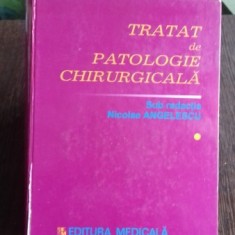 TRATAT
de
PATOLOGIE
CHIRURGICALĂ
Sub redacția
Nicolae ANGELESCU
EDITURA MEDICALĂ